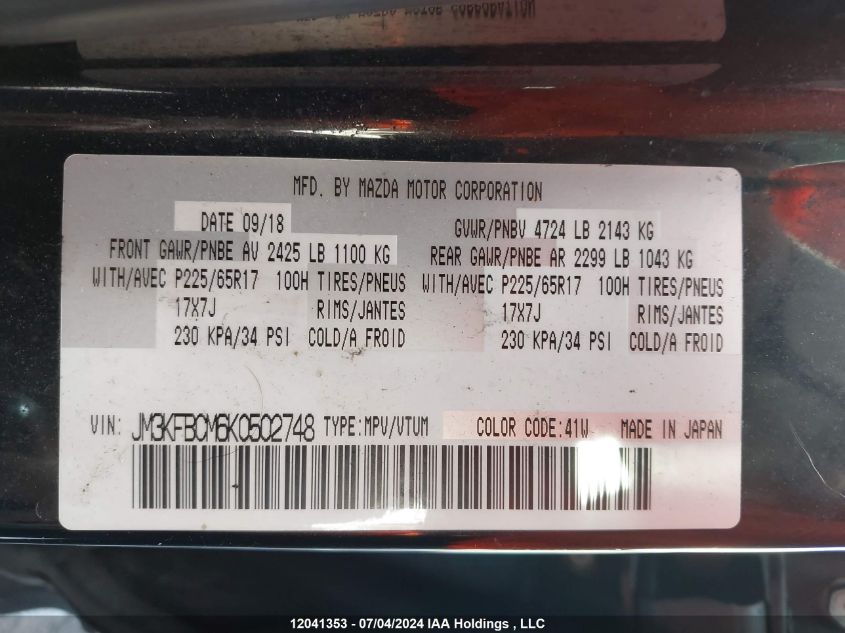 MFD. BY MAZDA MOTOR CORPORATION
DATE 09/18 GVWR/PNBV 4724 LB 2143 KG
FRONT GAWR/PNBE AV 2425 LB 1100 KG REAR GAWR/PNBE AR 2299 LB 1043 KG
WITH/AVEC P225/65R17 100H TIRES/PNEUS WITH/AVEC P225/65R17 100H TIRES/PNEUS
17X7J RIMS/JANTES 17X7J RIMS/JANTES
230 KPA/34 PSI COLD/A FROID 230 KPA/34 PSI COLD/A FROID
VIN: JM3KFBCM6K0502748 TYPE:MPV/VTUM COLOR CODE:41W MADE IN JAPAN
12041353 - 07/04/2024 IAA Holdings , LLC